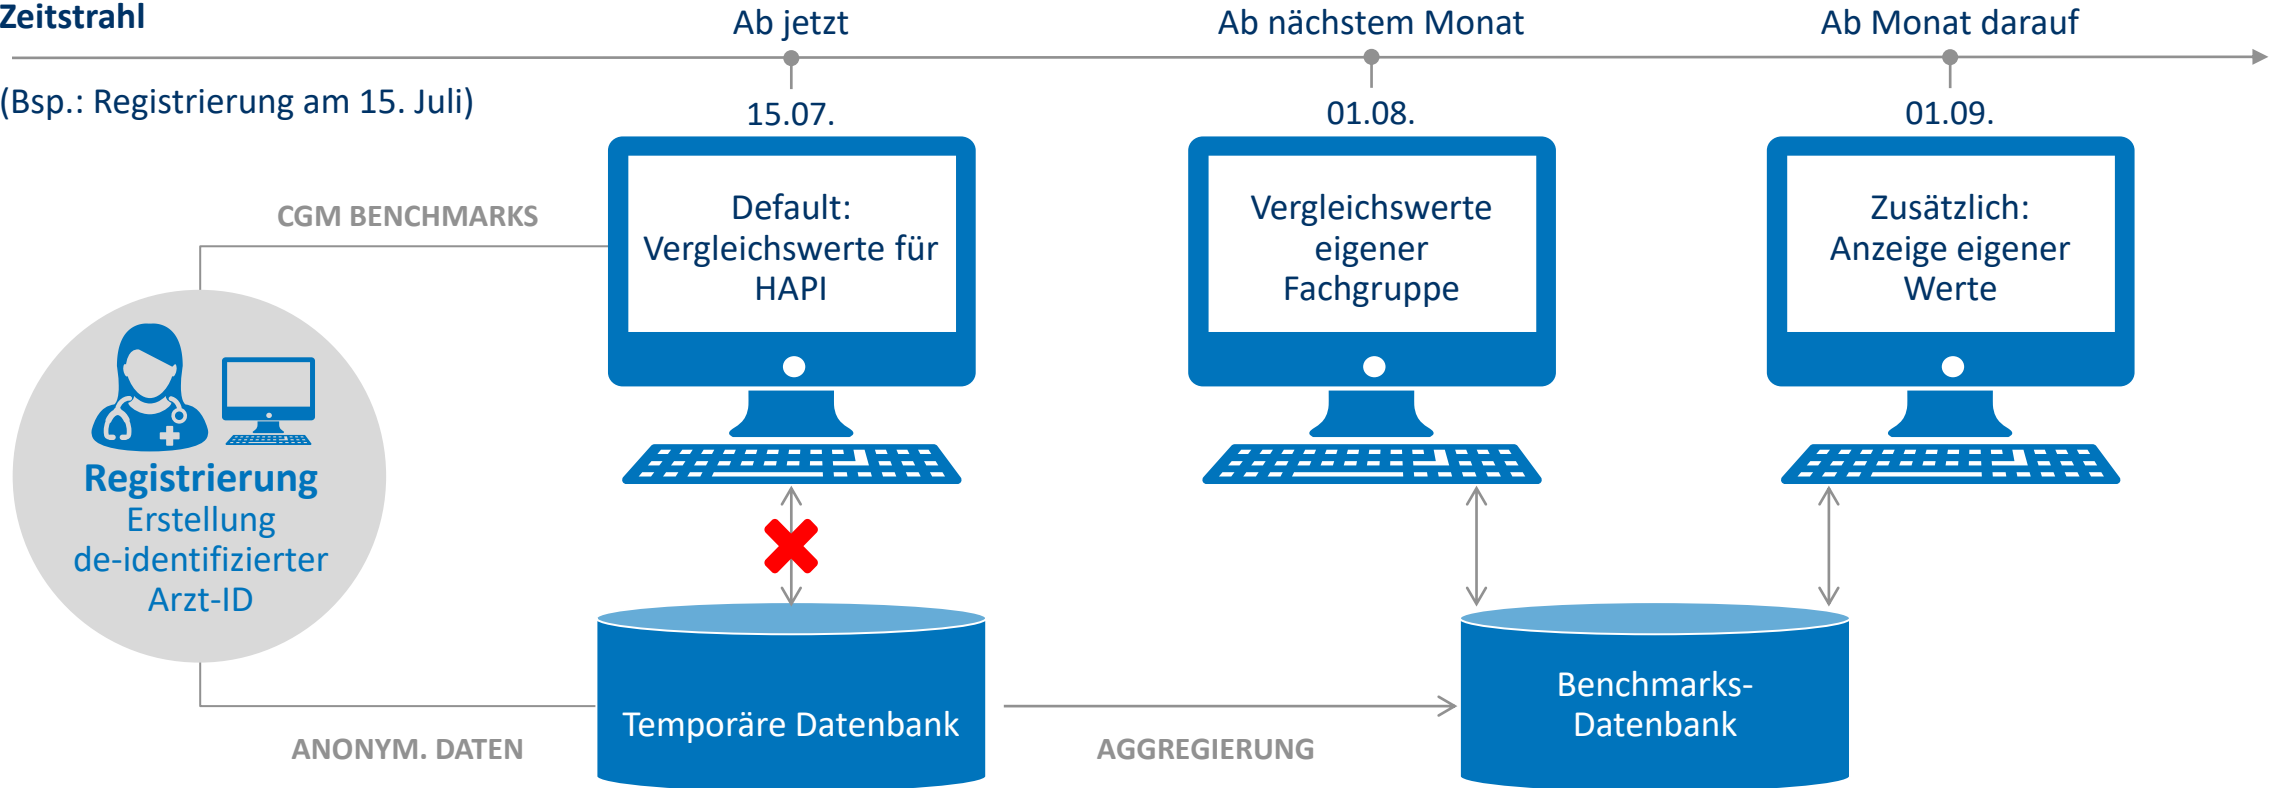 Zeitstrahl
Ab jetzt
Ab nächstem Monat
Ab Monat darauf
(Bsp.: Registrierung am 15. Juli)
15.07.
01.08.
01.09.
CGM BENCHMARKS
Default:
Vergleichswerte für
HAPI
Vergleichswerte
eigener
Fachgruppe
Zusätzlich:
Anzeige eigener
Werte
Registrierung
Erstellung
de-identifizierter
Arzt-ID
ANONYM. DATEN
Temporäre Datenbank
AGGREGIERUNG
Benchmarks-
Datenbank